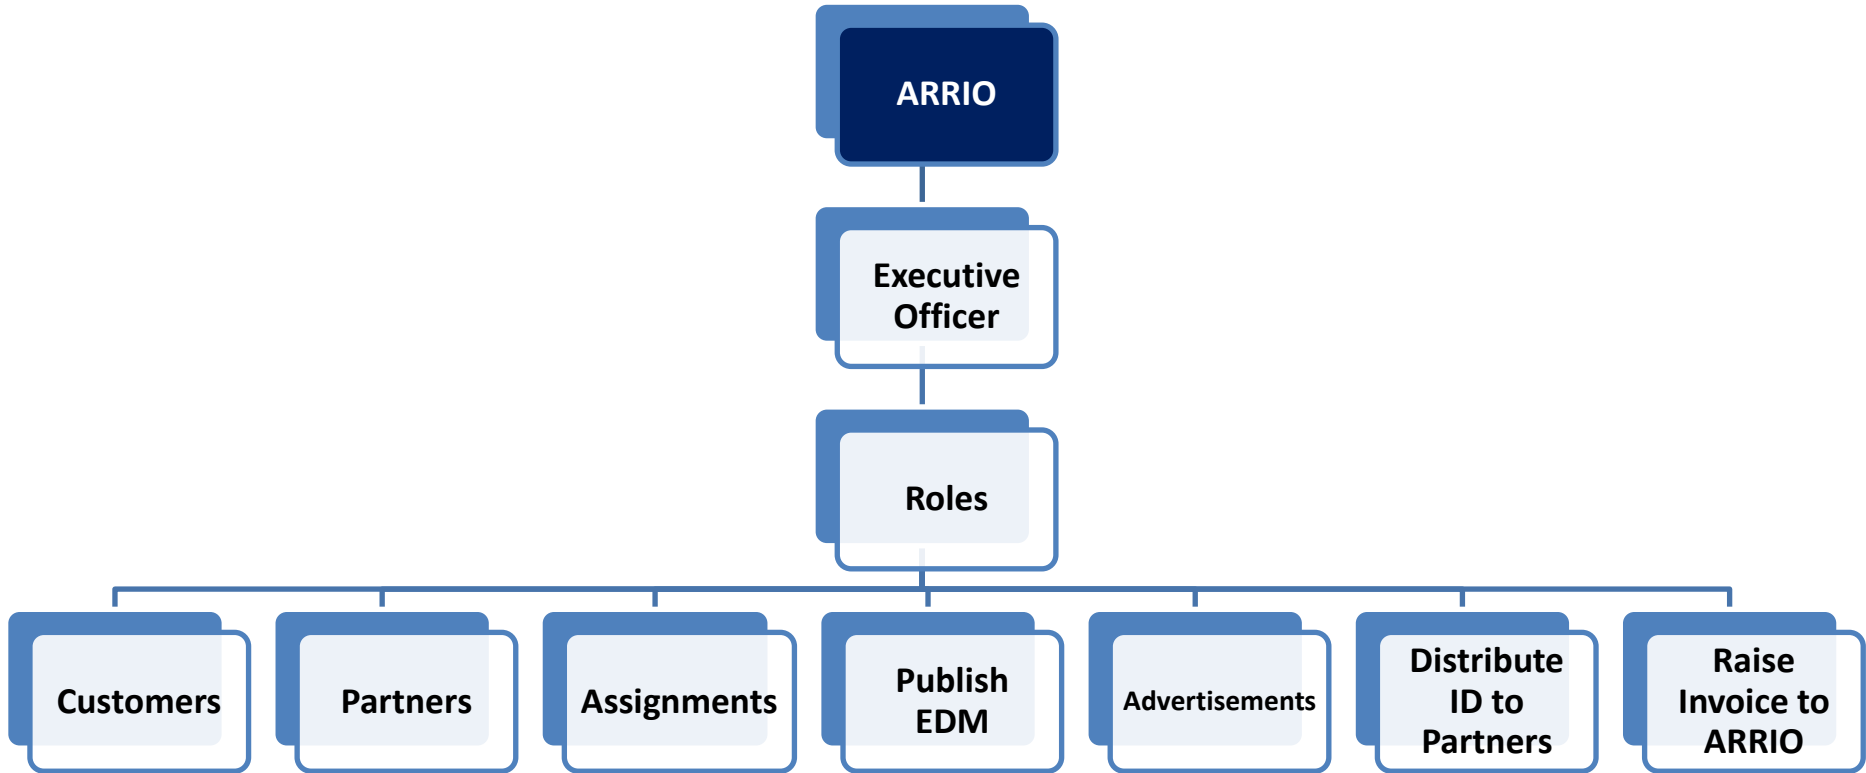 ARRIO
Executive
Officer
Roles
Customers
Partners
Assignments
Publish
EDM
Advertisements
Distribute
ID to
Partners
Raise
Invoice to
ARRIO